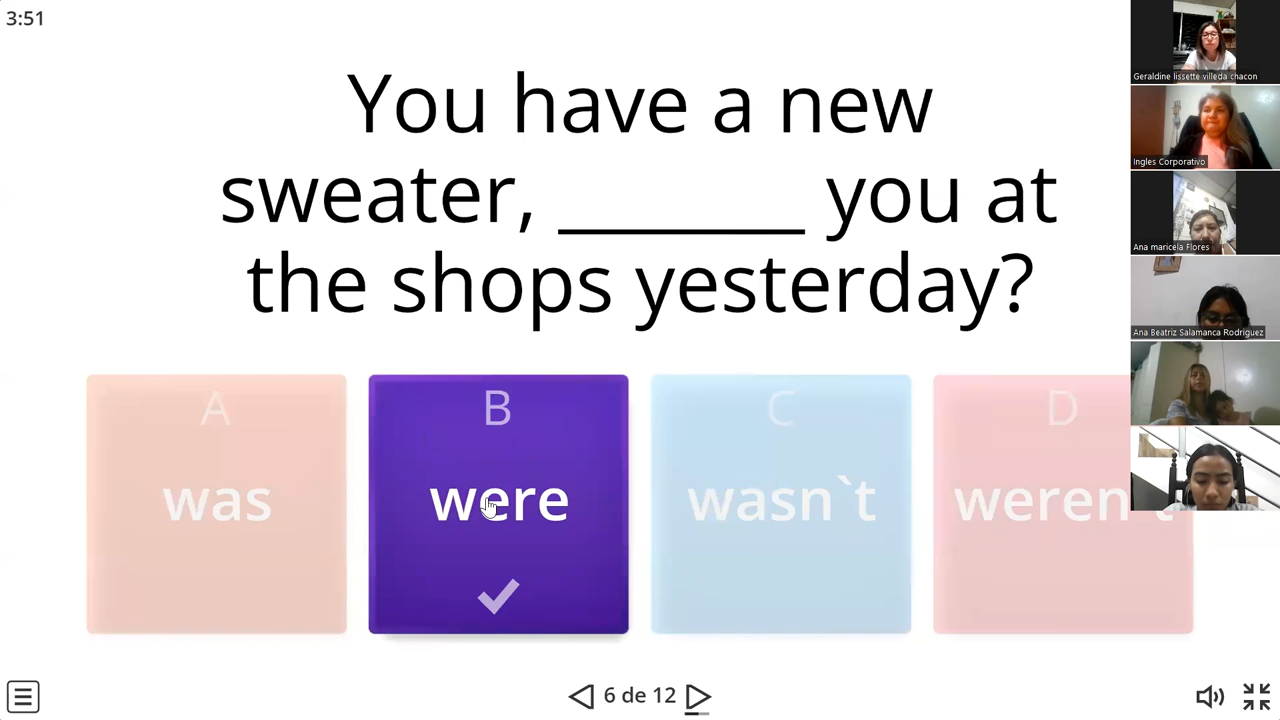 3:51
You have a new
sweater, _______ you at
the shops yesterday?
A
was
B
were
C
wasn`t
D
weren`t
6 de 12
Geraldine lissette villeda chacon
Ingles Corporativo
Ana maricela Flores
Ana Beatriz Salamanca Rodriguez